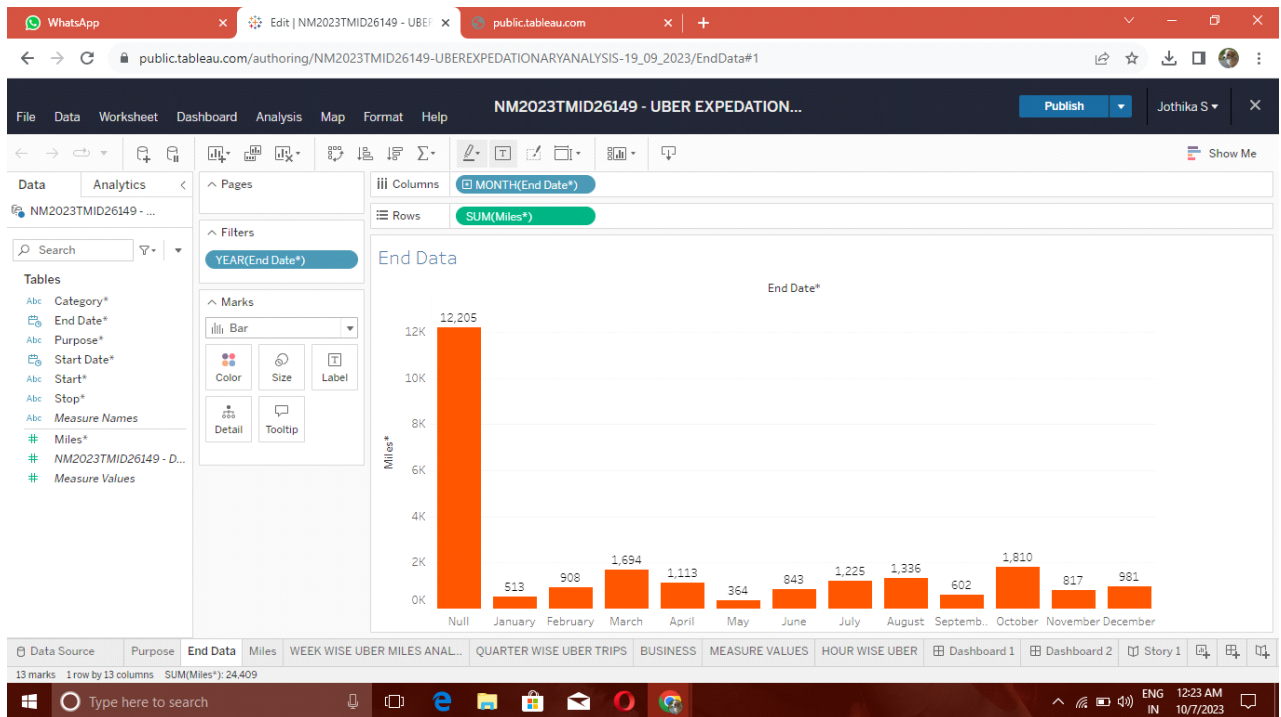 WhatsApp
Edit | NM2023TMID26149 - UBER
public.tableau.com
public.tableau.com/authoring/NM2023TMID26149-UBEREXPEDATIONARYANALYSIS-19_09_2023/EndData#1
NM2023TMID26149 - UBER EXPEDATION...
Publish
Jothika S
File Data Worksheet Dashboard Analysis Map Format Help
Show Me
Data Analytics
Pages
Columns
MONTH(End Date*)
NM2023TMID26149 - ...
Rows
SUM(Miles*)
Search
Filters
YEAR(End Date*)
End Data
Tables
Abc Category*
End Date*
Abc Purpose*
Start Date*
Abc Start*
Abc Stop*
Abc Measure Names
# Miles*
# NM2023TMID26149 - D...
# Measure Values
Marks
Bar
Color Size Label
Detail Tooltip
End Date*
Miles*
12K
10K
8K
6K
4K
2K
0K
12,205
513
908
1,694
1,113
364
843
1,225
1,336
602
1,810
817
981
Null January February March April May June July August Septemb.. October November December
Data Source Purpose End Data Miles WEEK WISE UBER MILES ANAL... QUARTER WISE UBER TRIPS BUSINESS MEASURE VALUES HOUR WISE UBER Dashboard 1 Dashboard 2 Story 1
13 marks 1 row by 13 columns SUM(Miles*): 24,409
Type here to search
ENG 12:23 AM
IN 10/7/2023